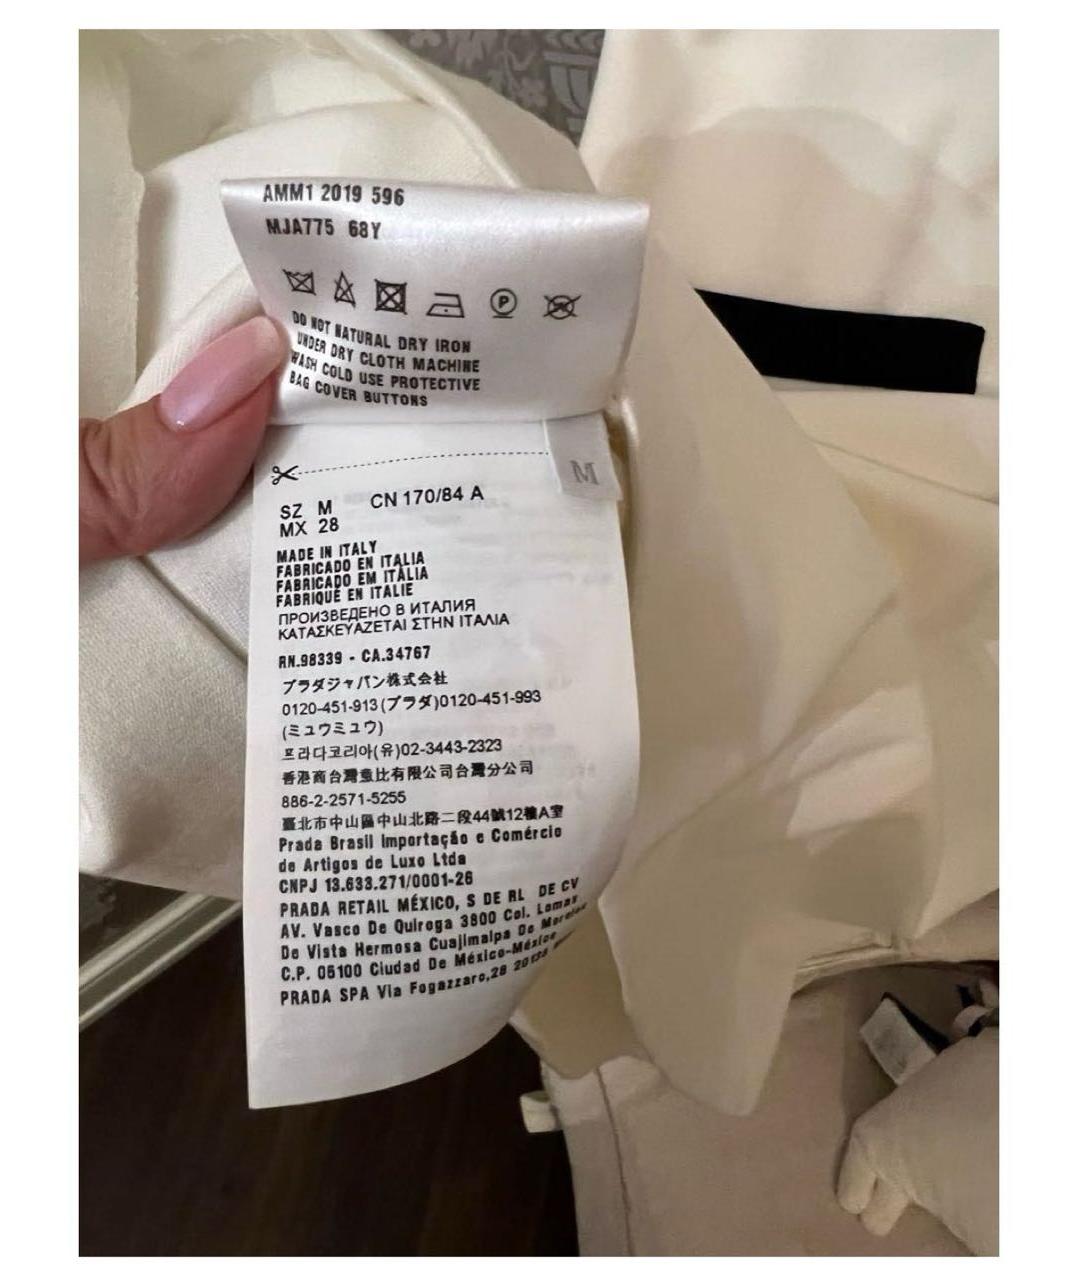 AMM1 2019 596
MJA775 68Y
P
DO NOT NATURAL DRY IRON
UNDER DRY CLOTH MACHINE
WASH COLD USE PROTECTIVE
BAG COVER BUTTONS
M
SZ M CN 170/84 A
MX 28
MADE IN ITALY
FABRICADO EN ITALIA
FABRICADO EM ITÁLIA
FABRIQUÉ EN ITALIE
ПРОИЗВЕДЕНО В ИТАЛИЯ
ΚΑΤΑΣΚΕΥΑΖΕΤΑΙ ΣΤΗΝ ΙΤΑΛΙΑ
RN.98339 - CA.34767
プラダジャパン株式会社
0120-451-913(プラダ)0120-451-993
(ミュウミュウ)
프라다코리아(유)02-3443-2323
香港商台灣普比有限公司台灣分公司
886-2-2571-5255
臺北市中山區中山北路二段44號12樓A室
Prada Brasil Importação e Comércio
de Artigos de Luxo Ltda
CNPJ 13.633.271/0001-26
PRADA RETAIL MÉXICO, S DE RL DE CV
AV. Vasco De Quiroga 3800 Col. Lomas
De Vista Hermosa Cuajimalpa De Morelos
C.P. 05100 Ciudad De México-México
PRADA SPA Via Fogazzaro,28 20135